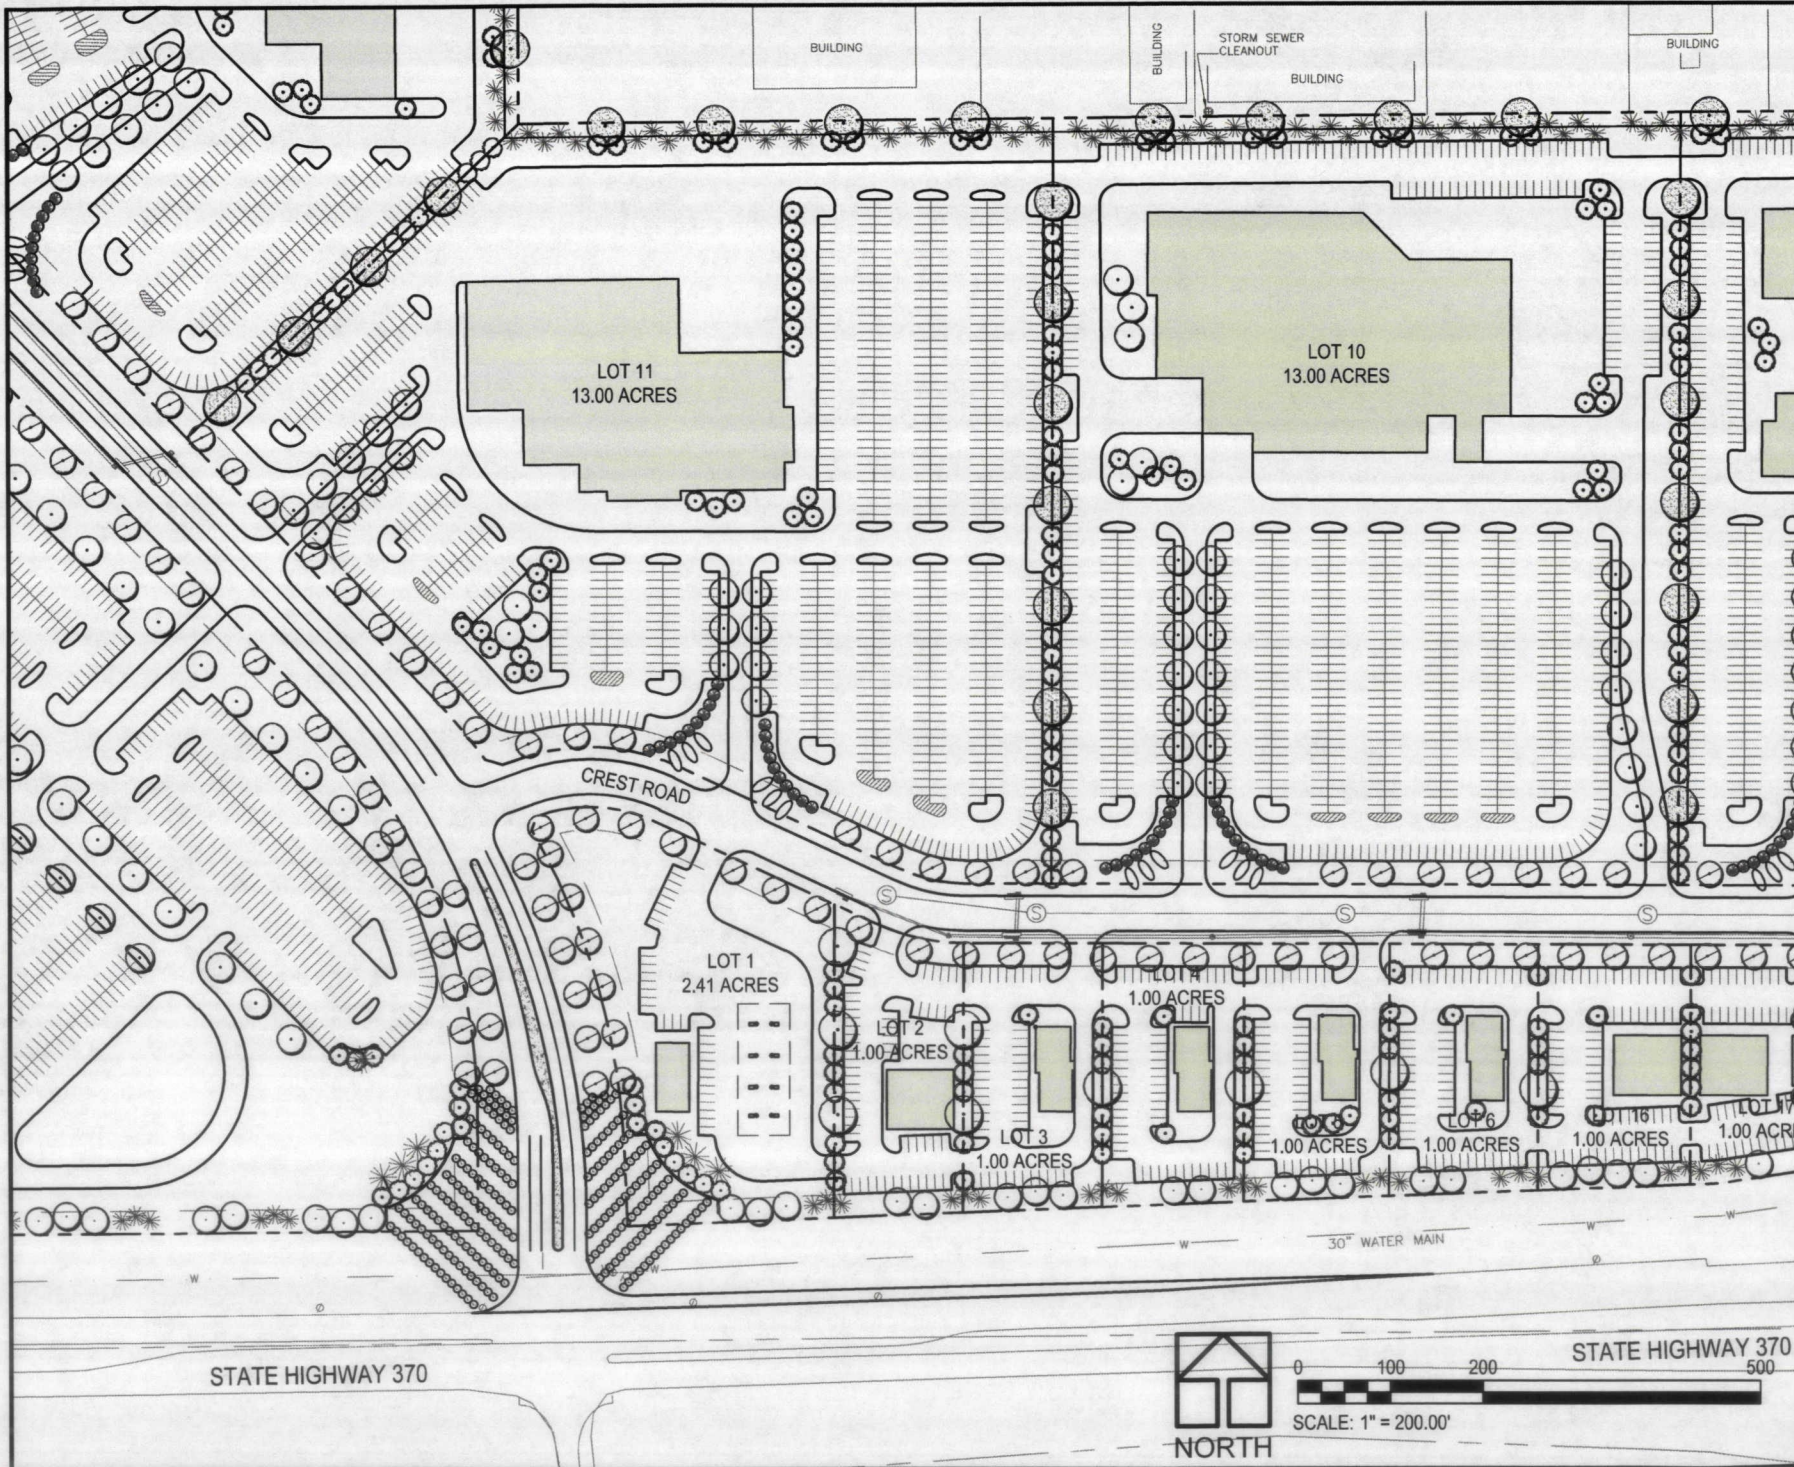 BUILDING
BUILDING
STORM SEWER
CLEANOUT
BUILDING
BUILDING
LOT 11
13.00 ACRES
LOT 10
13.00 ACRES
S
CREST ROAD
S
S
S
S
LOT 1
2.41 ACRES
LOT 4
1.00 ACRES
LOT 2
1.00 ACRES
LOT 3
1.00 ACRES
1.00 ACRES
LOT 6
1.00 ACRES
LOT 16
1.00 ACRES
W
W
W
W
W
30" WATER MAIN
STATE HIGHWAY 370
STATE HIGHWAY 370
0 100 200 500
SCALE: 1" = 200.00'
NORTH